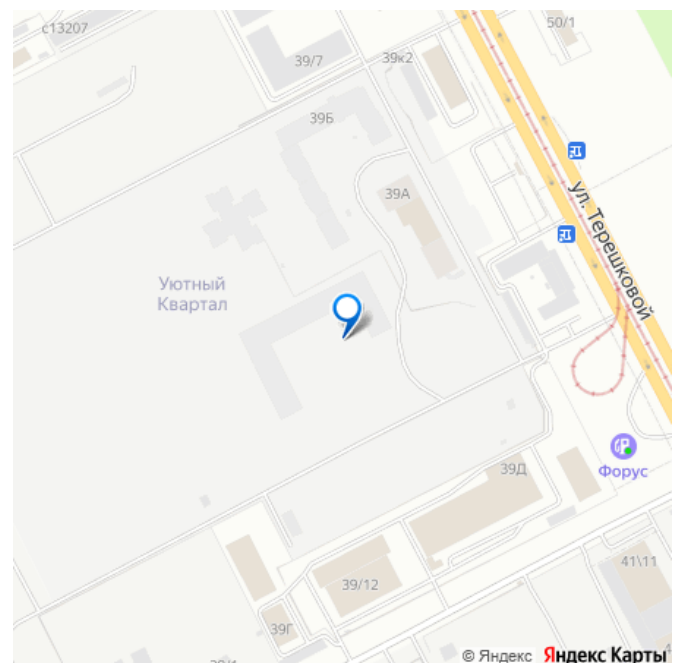 с13207
50/1
39/7
39к2
39Б
39А
ул. Терешковой
Уютный
Квартал
Форус
39Д
41\11
39/12
39Г
© Яндекс Яндекс Карты